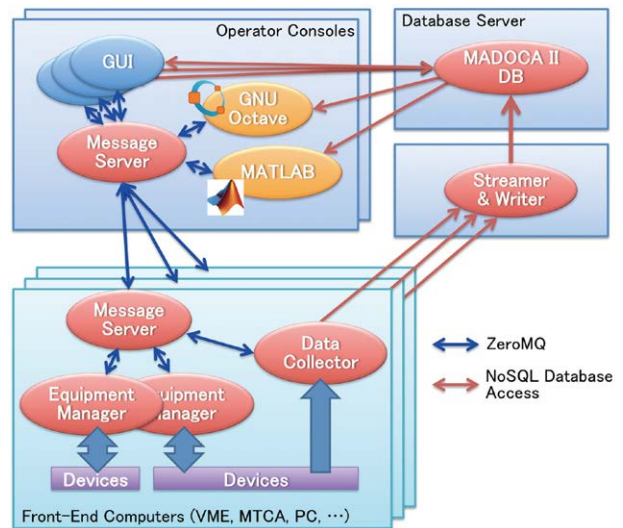 Operator Consoles
GUI
GNU
Octave
Message
Server
MATLAB
Database Server
MADOCA II
DB
Streamer
& Writer
Message
Server
Data
Collector
Equipment
Manager
quipment
Manager
Devices
Devices
Front-End Computers (VME, MTCA, PC, …)
ZeroMQ
NoSQL Database
Access